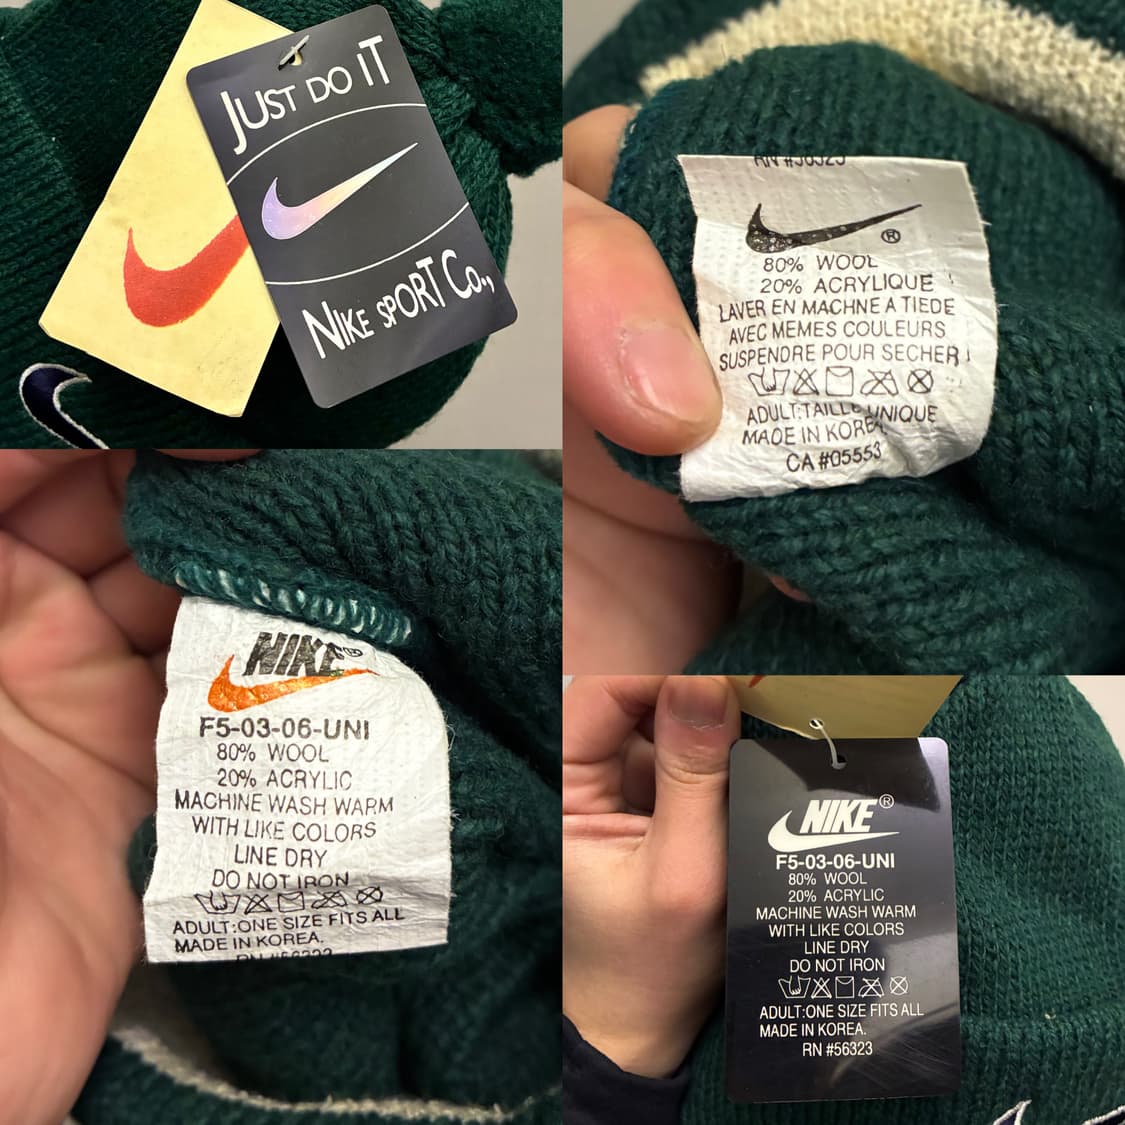 JUST DO IT
NIKE SPORT CO.,
RN #56323
®
80% WOOL
20% ACRYLIQUE
LAVER EN MACHNE A TIEDE
AVEC MEMES COULEURS
SUSPENDRE POUR SECHER
ADULT:TAILLE UNIQUE
MADE IN KOREA
CA #05553
NIKE®
F5-03-06-UNI
80% WOOL
20% ACRYLIC
MACHINE WASH WARM
WITH LIKE COLORS
LINE DRY
DO NOT IRON
ADULT:ONE SIZE FITS ALL
MADE IN KOREA.
NIKE®
F5-03-06-UNI
80% WOOL
20% ACRYLIC
MACHINE WASH WARM
WITH LIKE COLORS
LINE DRY
DO NOT IRON
ADULT:ONE SIZE FITS ALL
MADE IN KOREA.
RN #56323